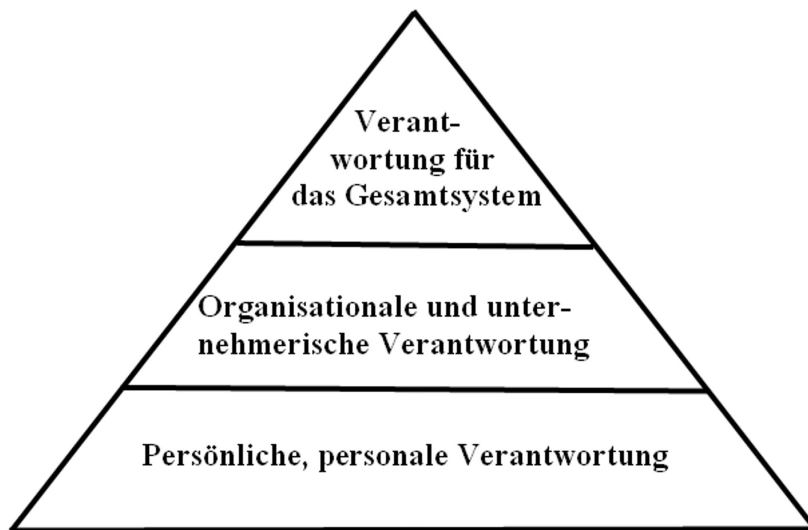 Verant-
wortung für
das Gesamtsystem
Organisationale und unter-
nehmerische Verantwortung
Persönliche, personale Verantwortung